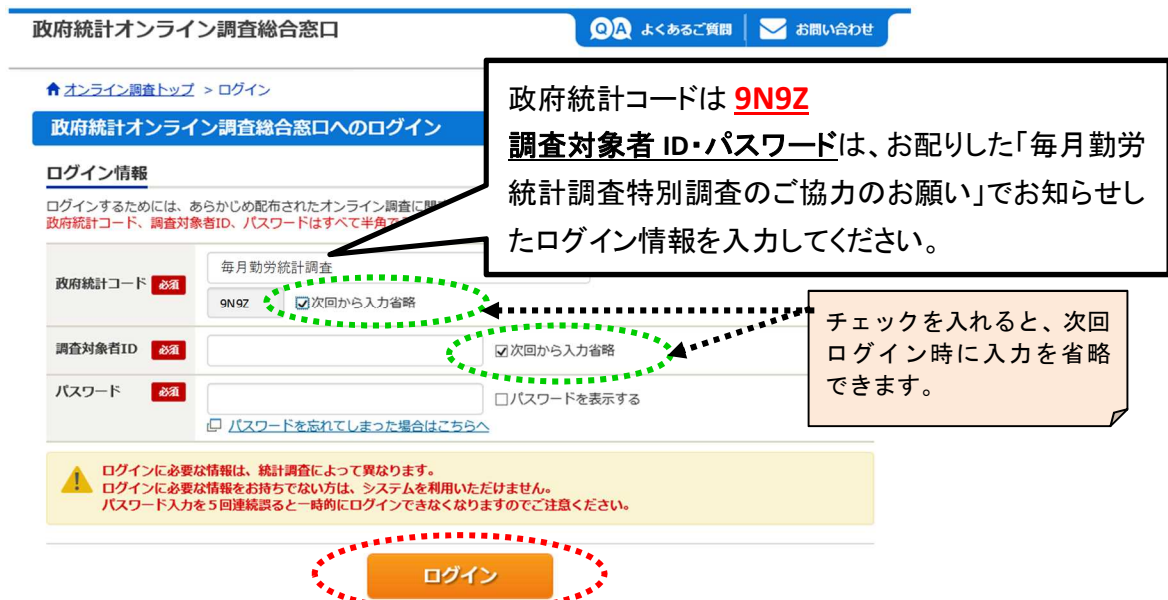 政府統計オンライン調査総合窓口
QA よくあるご質問
お問い合わせ
オンライン調査トップ > ログイン
政府統計オンライン調査総合窓口へのログイン
政府統計コードは 9N9Z
調査対象者 ID・パスワードは、お配りした「毎月勤労
統計調査特別調査のご協力のお願い」でお知らせし
たログイン情報を入力してください。
ログイン情報
ログインするためには、あらかじめ配布されたオンライン調査に
政府統計コード、調査対象者ID、パスワードはすべて半角で
政府統計コード 必須
毎月勤労統計調査
9N9Z
次回から入力省略
調査対象者ID 必須
次回から入力省略
チェックを入れると、次回
ログイン時に入力を省略
できます。
パスワード 必須
パスワードを表示する
パスワードを忘れてしまった場合はこちらへ
ログインに必要な情報は、統計調査によって異なります。
ログインに必要な情報をお持ちでない方は、システムを利用いただけません。
パスワード入力を５回連続誤ると一時的にログインできなくなりますのでご注意ください。
ログイン